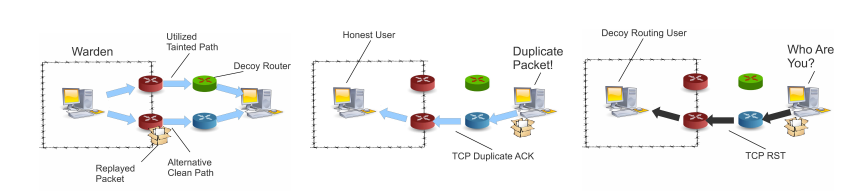 Warden
Utilized
Tainted Path
Decoy Router
Replayed
Packet
Alternative
Clean Path
Honest User
Duplicate
Packet!
TCP Duplicate ACK
Decoy Routing User
Who Are
You?
TCP RST